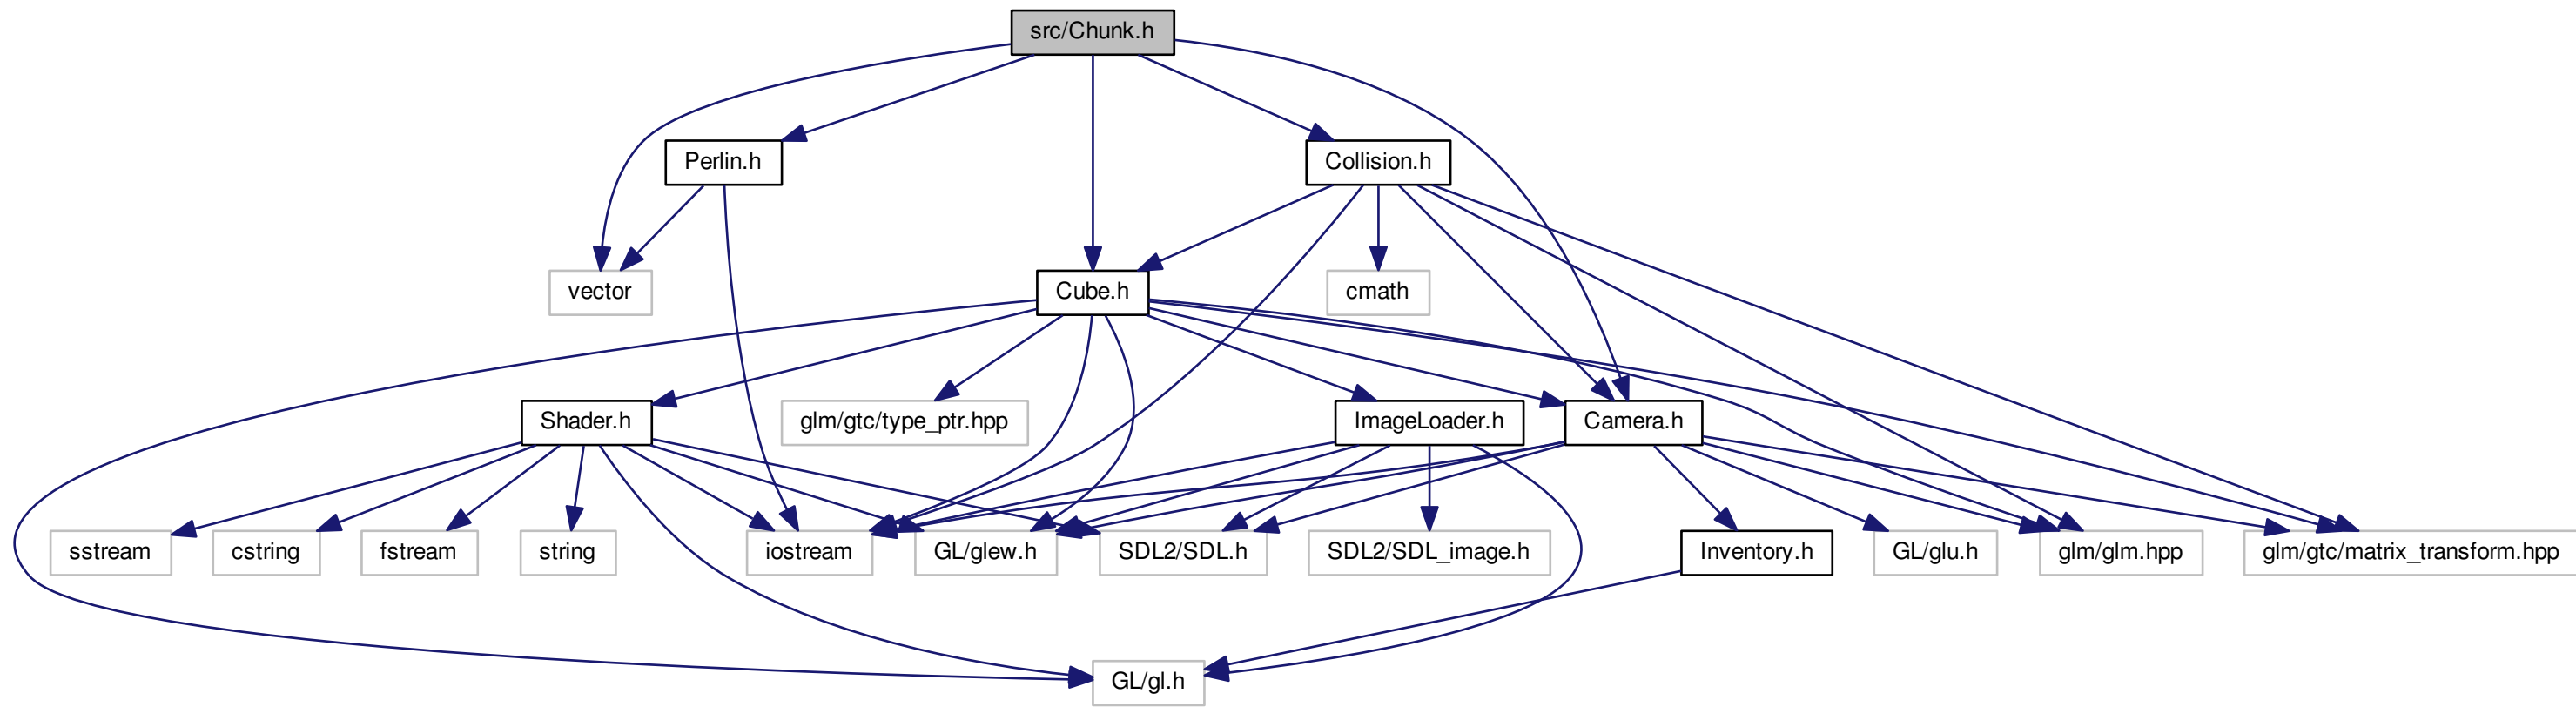 src/Chunk.h
Perlin.h
Collision.h
vector
Cube.h
cmath
Shader.h
glm/gtc/type_ptr.hpp
ImageLoader.h
Camera.h
sstream
cstring
fstream
string
iostream
GL/glew.h
SDL2/SDL.h
SDL2/SDL_image.h
Inventory.h
GL/glu.h
glm/glm.hpp
glm/gtc/matrix_transform.hpp
GL/gl.h